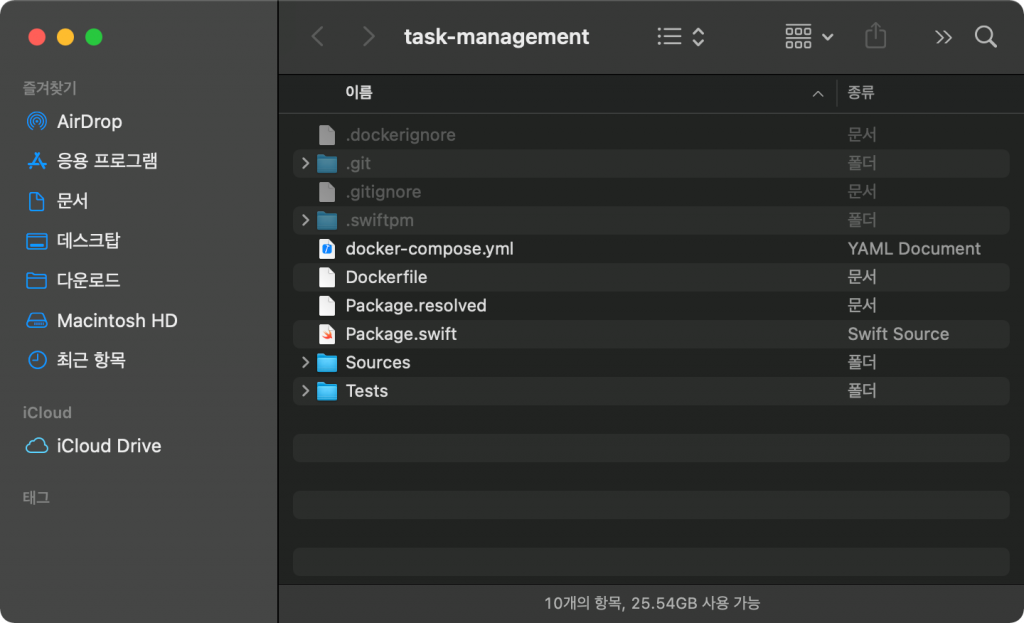 task-management
즐겨찾기
AirDrop
응용 프로그램
문서
데스크탑
다운로드
Macintosh HD
최근 항목
iCloud
iCloud Drive
태그
이름 종류
.dockerignore 문서
.git 폴더
.gitignore 문서
.swiftpm 폴더
docker-compose.yml YAML Document
Dockerfile 문서
Package.resolved 문서
Package.swift Swift Source
Sources 폴더
Tests 폴더
10개의 항목, 25.54GB 사용 가능